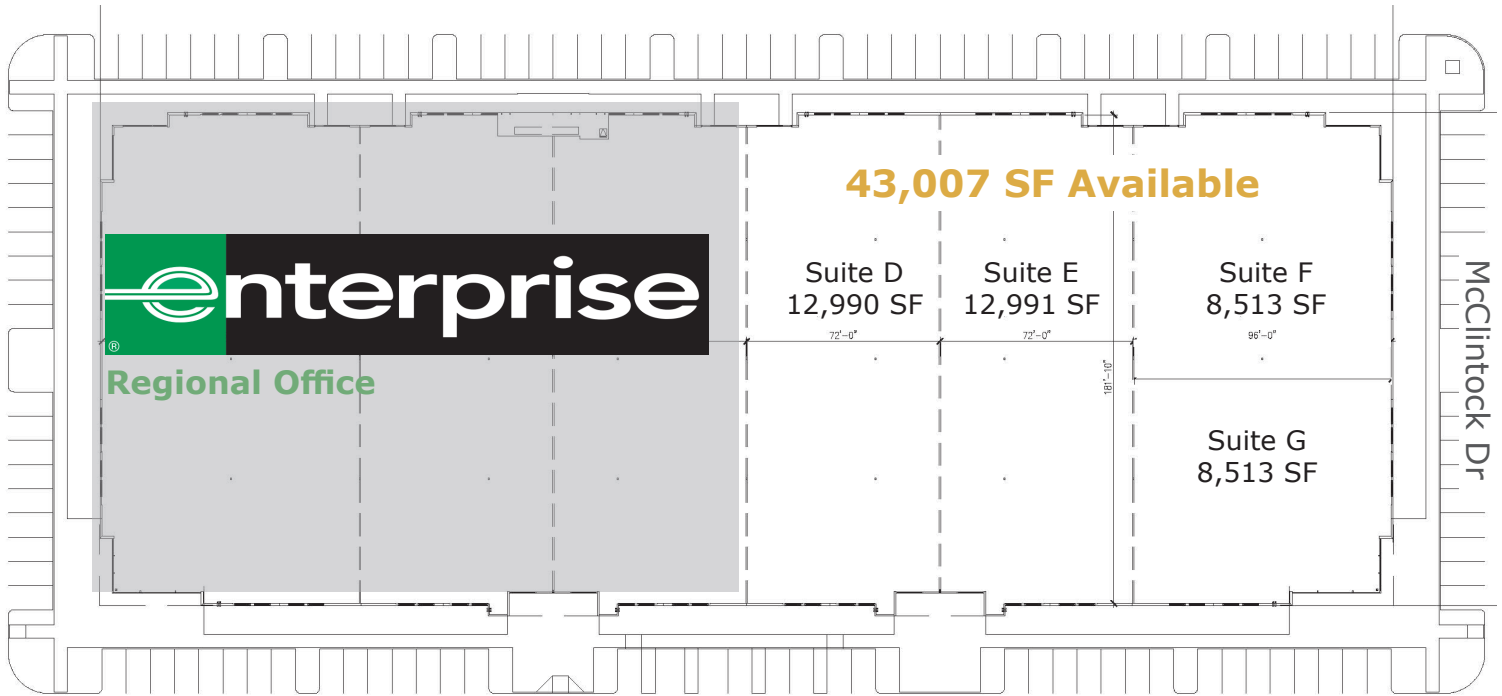 43,007 SF Available
enterprise
®
Regional Office
Suite D
12,990 SF
72'-0"
Suite E
12,991 SF
72'-0"
Suite F
8,513 SF
96'-0"
181'-10"
Suite G
8,513 SF
McClintock Dr